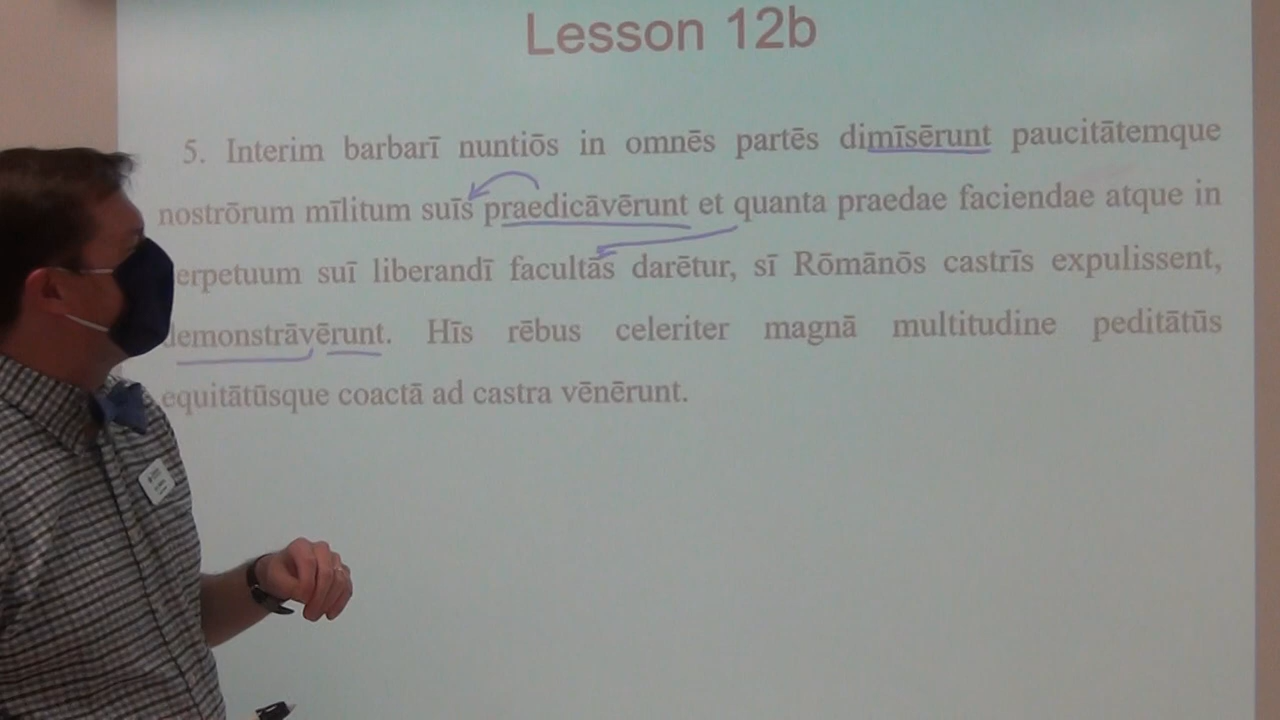 Lesson 12b
5. Interim barbarī nuntiōs in omnēs partēs dimīsērunt paucitātemque
nostrōrum mīlitum suīs praedicāvērunt et quanta praedae faciendae atque in
erpetuum suī liberandī facultās darētur, sī Rōmānōs castrīs expulissent,
demonstrāvērunt. Hīs rēbus celeriter magnā multitudine peditātūs
equitātūsque coactā ad castra vēnērunt.